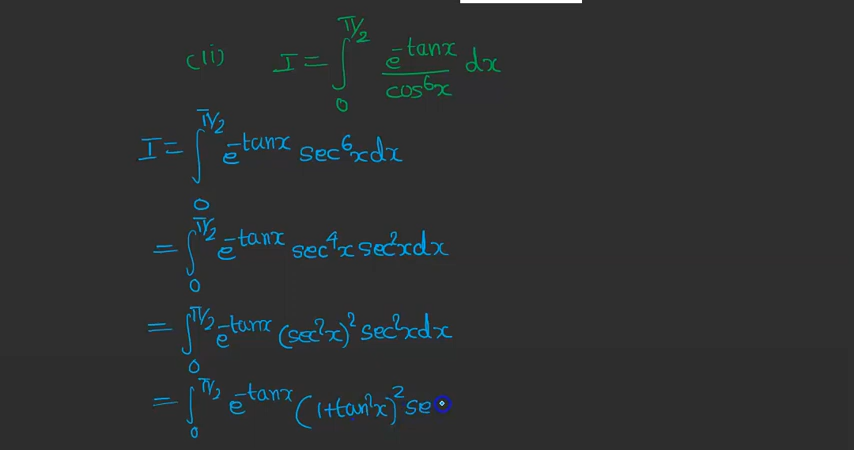 (ii) I = ∫₀^(π/2) e^(-tanx)/cos⁶x dx
I = ∫₀^(π/2) e^(-tanx) sec⁶x dx
= ∫₀^(π/2) e^(-tanx) sec⁴x sec²x dx
= ∫₀^(π/2) e^(-tanx) (sec²x)² sec²x dx
= ∫₀^(π/2) e^(-tanx) (1+tan²x)² se